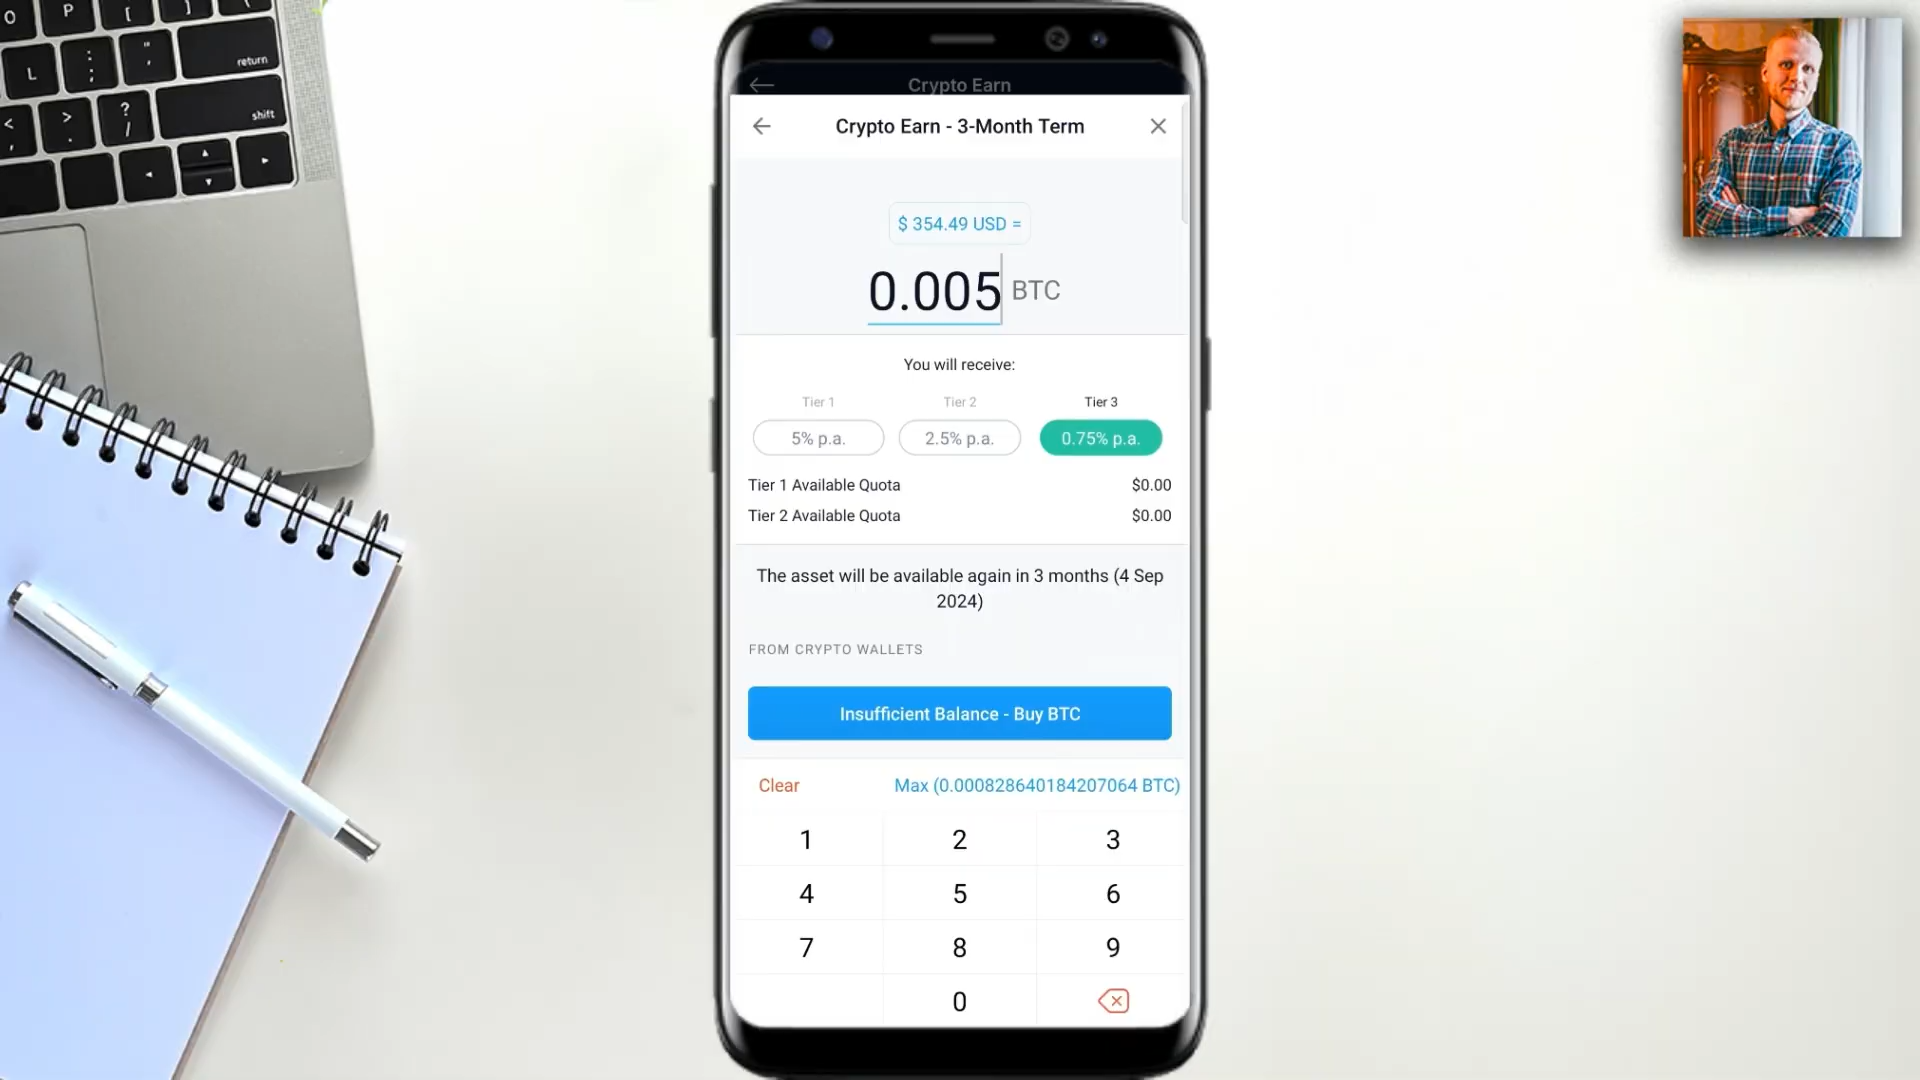 O
P
[
]
\
L
:
;
"
'
return
<
,
>
.
?
/
shift
Crypto Earn
Crypto Earn - 3-Month Term
$ 354.49 USD =
0.005 BTC
You will receive:
Tier 1 Tier 2 Tier 3
5% p.a. 2.5% p.a. 0.75% p.a.
Tier 1 Available Quota $0.00
Tier 2 Available Quota $0.00
The asset will be available again in 3 months (4 Sep
2024)
FROM CRYPTO WALLETS
Insufficient Balance - Buy BTC
Clear Max (0.000828640184207064 BTC)
1 2 3
4 5 6
7 8 9
0